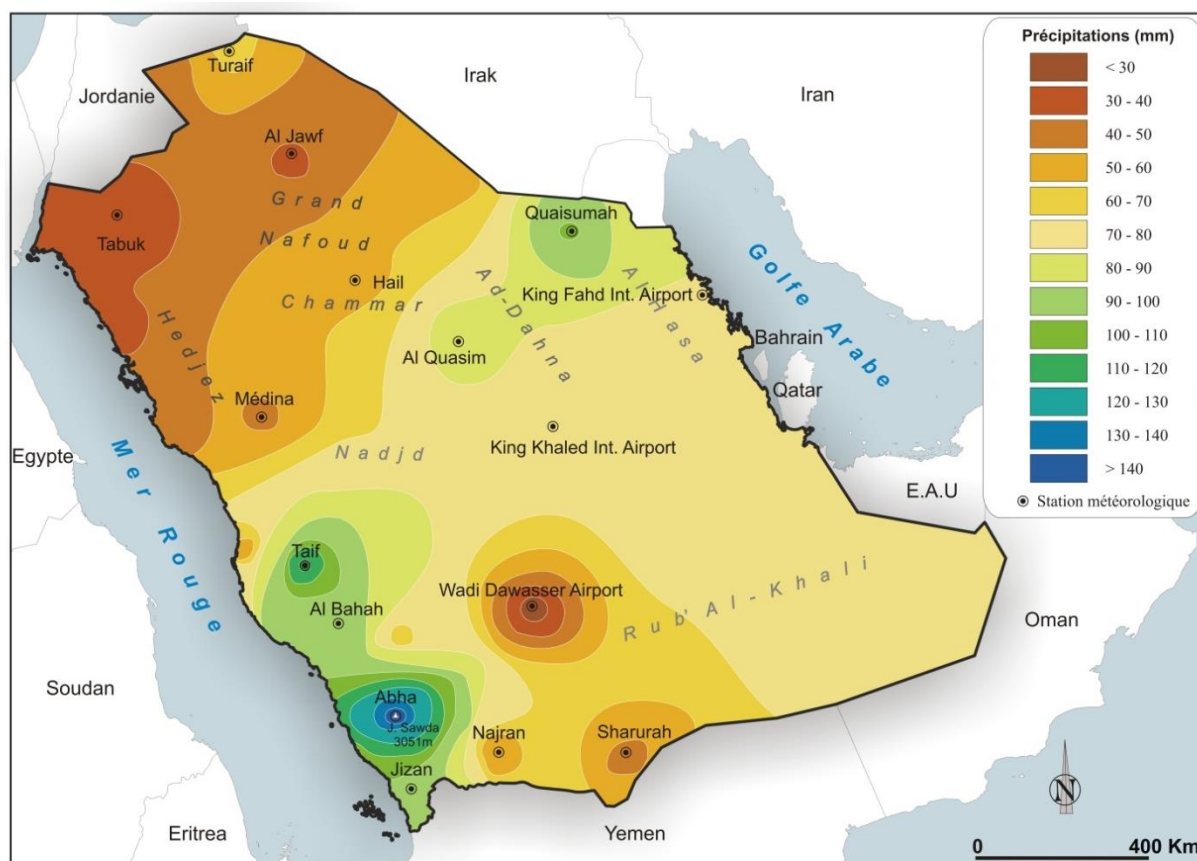 Turaif
Irak
Jordanie
Iran
Al Jawf
Grand
Nafoud
Tabuk
Quaisumah
Hail
Chammar
Ad-Dahna
Al Hasa
King Fahd Int. Airport
Golfe Arabe
Hedjez
Al Quasim
Bahrain
Qatar
Médina
King Khaled Int. Airport
Nadjd
Egypte
Mer Rouge
E.A.U
Taif
Wadi Dawasser Airport
Al Bahah
Rub' Al-Khali
Oman
Soudan
Abha
J. Sawda
3051m
Najran
Sharurah
Jizan
Eritrea
Yemen
Précipitations (mm)
< 30
30 - 40
40 - 50
50 - 60
60 - 70
70 - 80
80 - 90
90 - 100
100 - 110
110 - 120
120 - 130
130 - 140
> 140
Station météorologique
N
0 400 Km